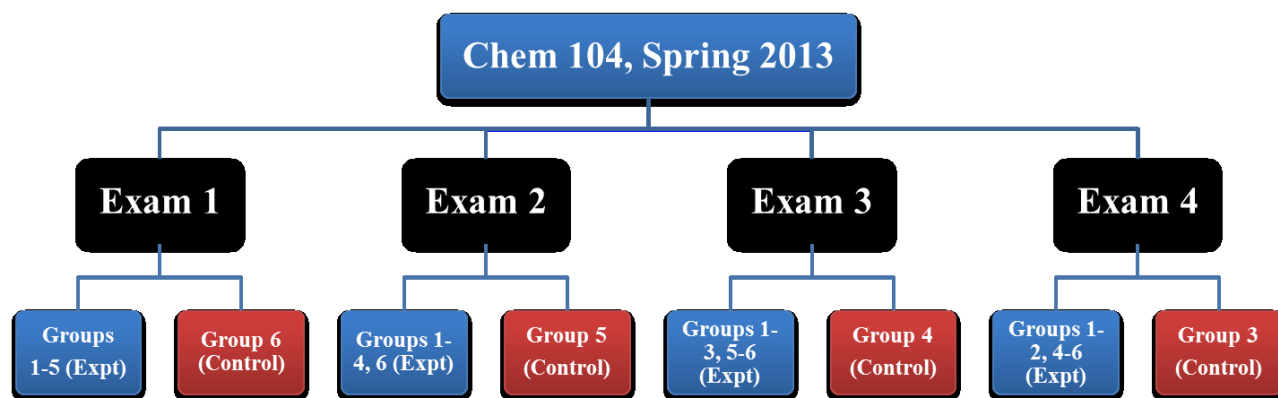 Chem 104, Spring 2013
Exam 1
Exam 2
Exam 3
Exam 4
Groups
1-5 (Expt)
Group 6
(Control)
Groups 1-
4, 6 (Expt)
Group 5
(Control)
Groups 1-
3, 5-6
(Expt)
Group 4
(Control)
Groups 1-
2, 4-6
(Expt)
Group 3
(Control)